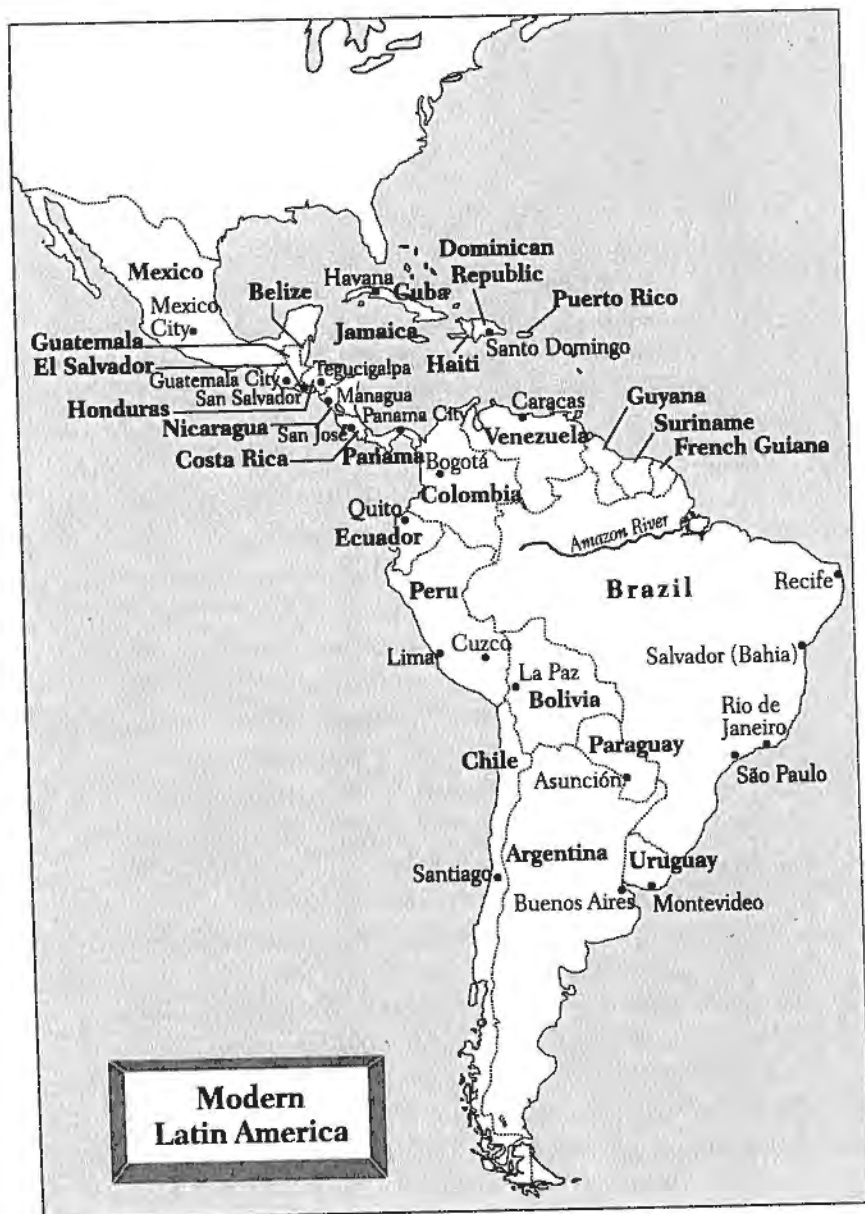 Dominican
Republic
Mexico
Havana
Cuba
Belize
Puerto Rico
Mexico
City
Jamaica
Guatemala
Haiti
Santo Domingo
El Salvador
Guatemala City
Tegucigalpa
San Salvador
Honduras
Managua
Caracas
Guyana
Nicaragua
Panama City
Venezuela
Suriname
San José
French Guiana
Costa Rica
Panama
Bogotá
Colombia
Quito
Ecuador
Amazon River
Peru
Brazil
Recife
Lima
Cuzco
Salvador (Bahia)
La Paz
Bolivia
Rio de
Janeiro
Chile
Paraguay
São Paulo
Asunción
Argentina
Uruguay
Santiago
Buenos Aires
Montevideo
Modern
Latin America